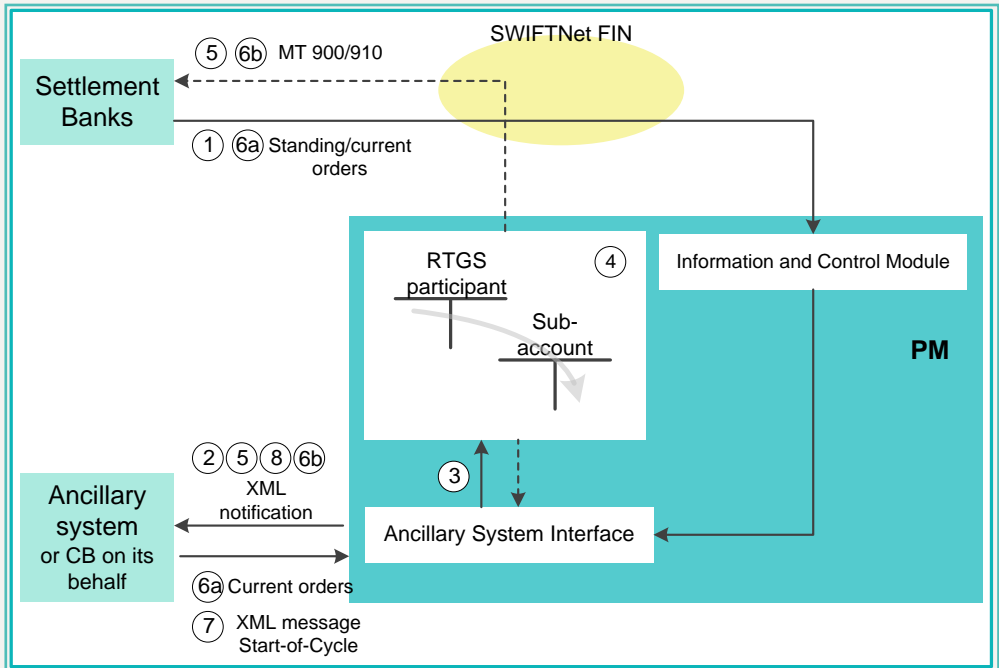 SWIFTNet FIN
5 6b MT 900/910
Settlement
Banks
1 6a Standing/current
orders
RTGS
participant
4
Information and Control Module
Sub-
account
PM
2 5 8 6b
XML
notification
3
Ancillary
system
or CB on its
behalf
Ancillary System Interface
6a Current orders
7 XML message
Start-of-Cycle